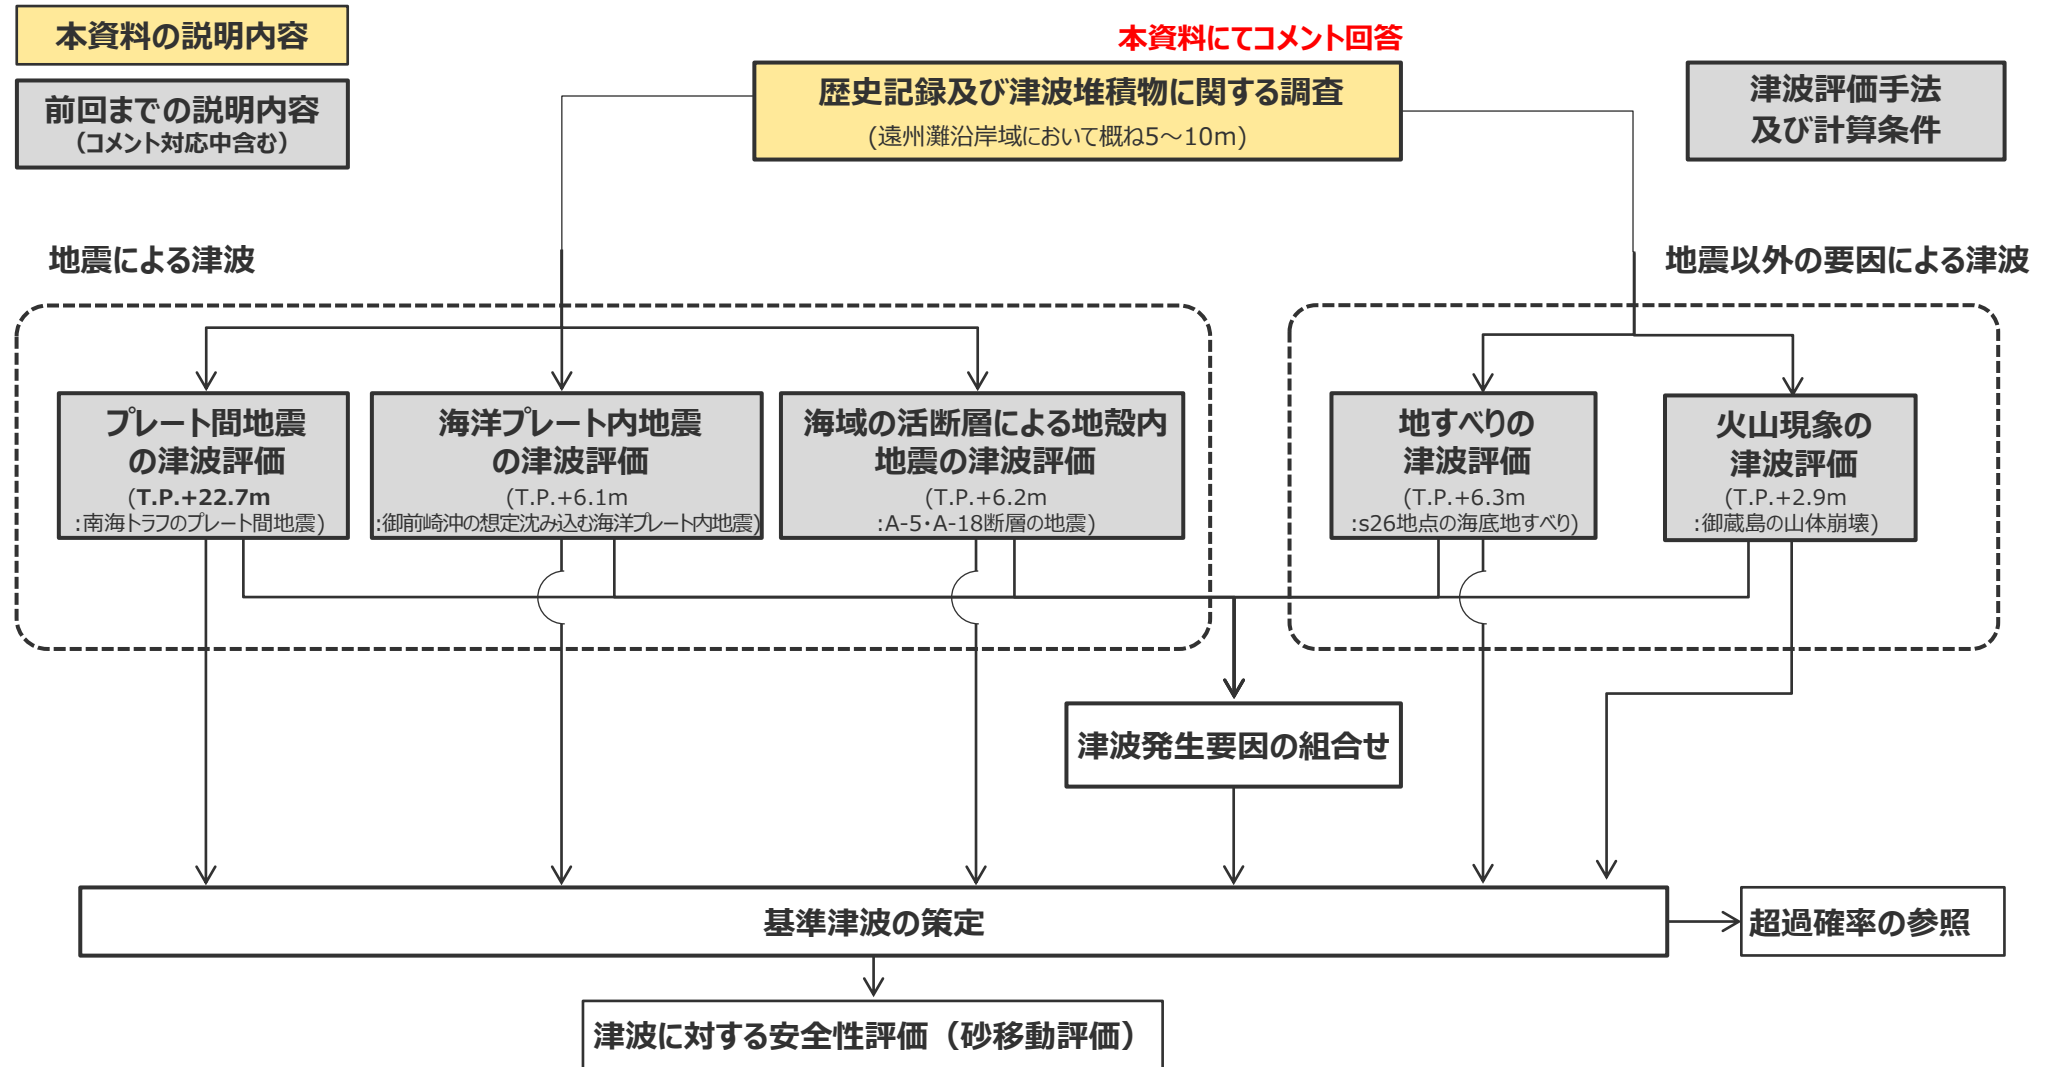 本資料の説明内容
前回までの説明内容
(コメント対応中含む)
本資料にてコメント回答
歴史記録及び津波堆積物に関する調査
(遠州灘沿岸域において概ね5～10m)
津波評価手法
及び計算条件
地震による津波
地震以外の要因による津波
プレート間地震
の津波評価
(T.P.+22.7m
:南海トラフのプレート間地震)
海洋プレート内地震
の津波評価
(T.P.+6.1m
:御前崎沖の想定沈み込む海洋プレート内地震)
海域の活断層による地殻内
地震の津波評価
(T.P.+6.2m
:A-5・A-18断層の地震)
地すべりの
津波評価
(T.P.+6.3m
:s26地点の海底地すべり)
火山現象の
津波評価
(T.P.+2.9m
:御蔵島の山体崩壊)
津波発生要因の組合せ
基準津波の策定
超過確率の参照
津波に対する安全性評価（砂移動評価）